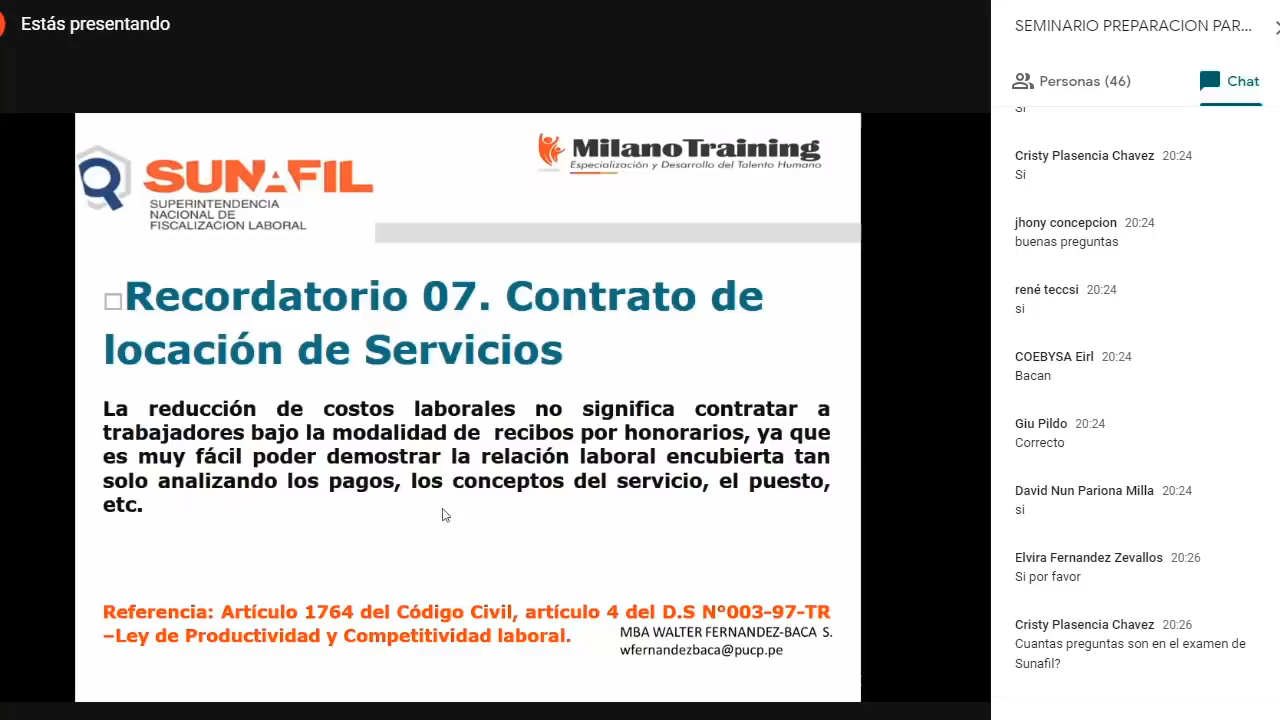 Estás presentando
SUNAFIL
SUPERINTENDENCIA
NACIONAL DE
FISCALIZACIÓN LABORAL
MilanoTraining
Especialización y Desarrollo del Talento Humano
Recordatorio 07. Contrato de
locación de Servicios
La reducción de costos laborales no significa contratar a
trabajadores bajo la modalidad de recibos por honorarios, ya que
es muy fácil poder demostrar la relación laboral encubierta tan
solo analizando los pagos, los conceptos del servicio, el puesto,
etc.
Referencia: Artículo 1764 del Código Civil, artículo 4 del D.S N°003-97-TR
–Ley de Productividad y Competitividad laboral.
MBA WALTER FERNANDEZ-BACA S.
wfernandezbaca@pucp.pe
SEMINARIO PREPARACION PAR...
Personas (46)
Chat
Si
Cristy Plasencia Chavez 20:24
Si
jhony concepcion 20:24
buenas preguntas
rené teccsi 20:24
si
COEBYSA Eirl 20:24
Bacan
Giu Pildo 20:24
Correcto
David Nun Pariona Milla 20:24
si
Elvira Fernandez Zevallos 20:26
Si por favor
Cristy Plasencia Chavez 20:26
Cuantas preguntas son en el examen de
Sunafil?